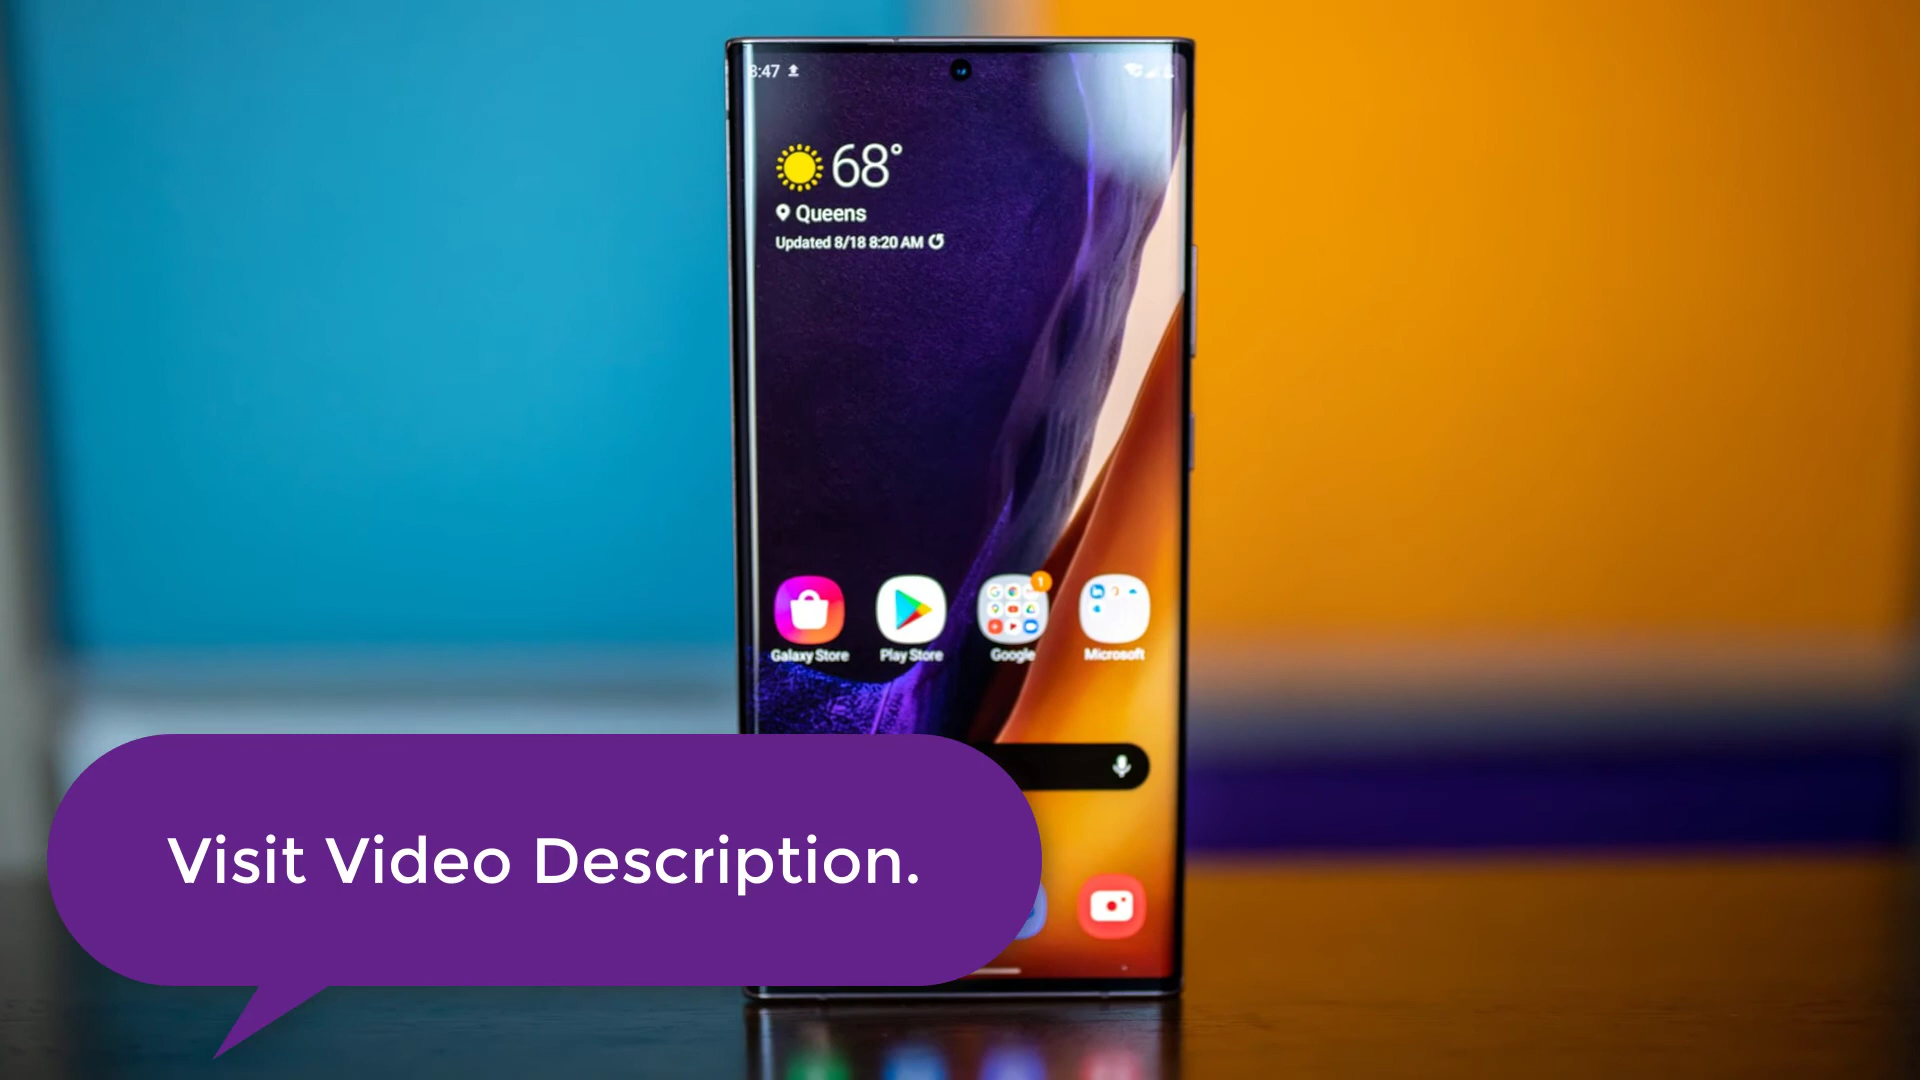 8:47
68°
Queens
Updated 8/18 8:20 AM
1
Galaxy Store
Play Store
Google
Microsoft
Visit Video Description.